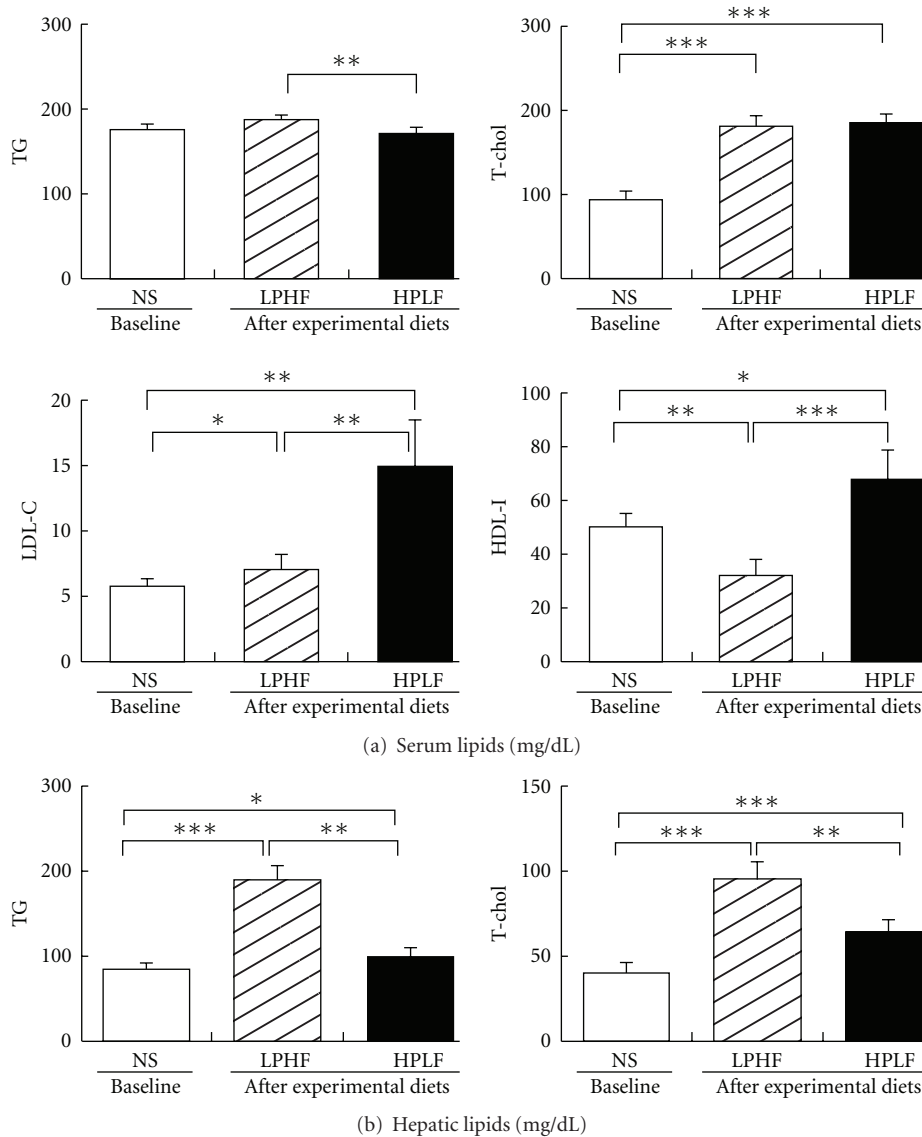 300
200
100
0
TG
**
NS
LPHF
HPLF
Baseline
After experimental diets
300
200
100
0
T-chol
***
***
NS
LPHF
HPLF
Baseline
After experimental diets
20
15
10
5
0
LDL-C
**
*
**
NS
LPHF
HPLF
Baseline
After experimental diets
100
80
60
40
20
0
HDL-I
*
**
***
NS
LPHF
HPLF
Baseline
After experimental diets
(a) Serum lipids (mg/dL)
300
200
100
0
TG
*
***
**
NS
LPHF
HPLF
Baseline
After experimental diets
150
100
50
0
T-chol
***
***
**
NS
LPHF
HPLF
Baseline
After experimental diets
(b) Hepatic lipids (mg/dL)